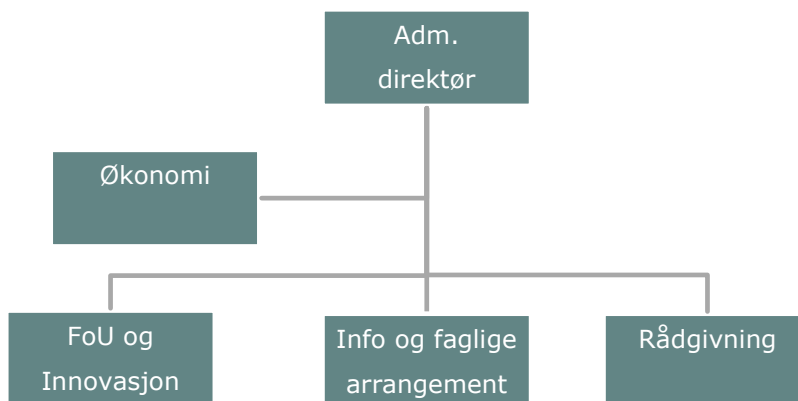 Adm.
direktør
Økonomi
FoU og
Innovasjon
Info og faglige
arrangement
Rådgivning